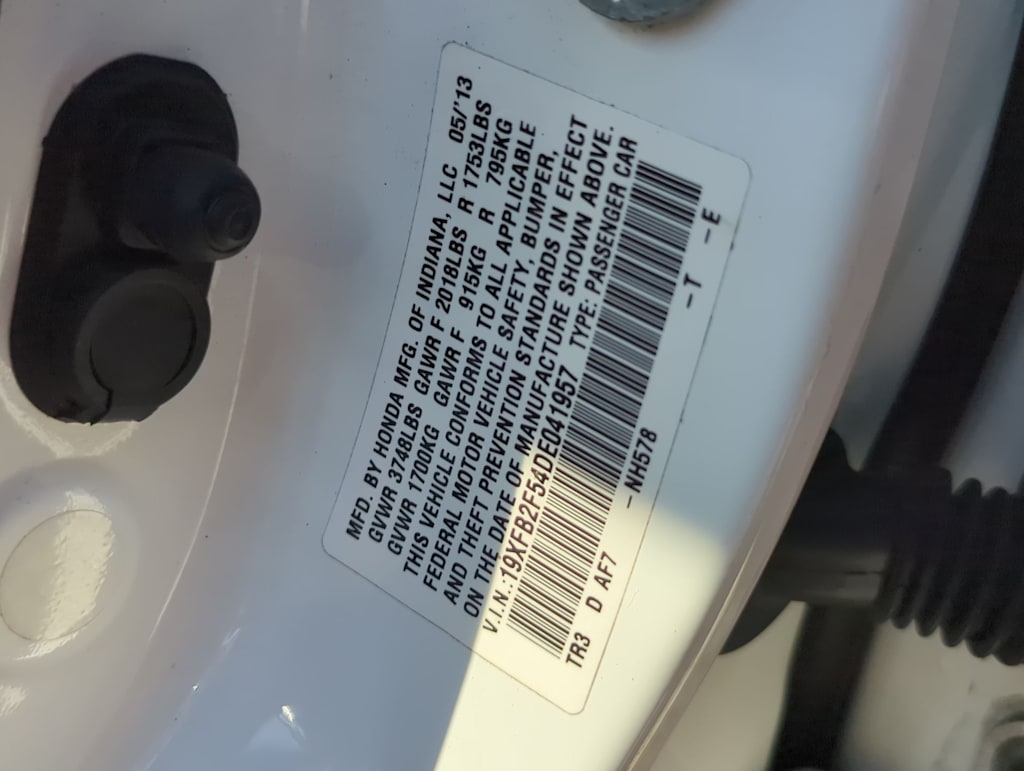 MFD. BY HONDA MFG. OF INDIANA, LLC 05/'13
GVWR 3748LBS GAWR F 2018LBS R 1753LBS
GVWR 1700KG GAWR F 915KG R 795KG
THIS VEHICLE CONFORMS TO ALL APPLICABLE
FEDERAL MOTOR VEHICLE SAFETY, BUMPER,
AND THEFT PREVENTION STANDARDS IN EFFECT
ON THE DATE OF MANUFACTURE SHOWN ABOVE.
V.I.N.:19XFB2F54DE041957 TYPE: PASSENGER CAR
TR3 D AF7 -NH578 -T -E